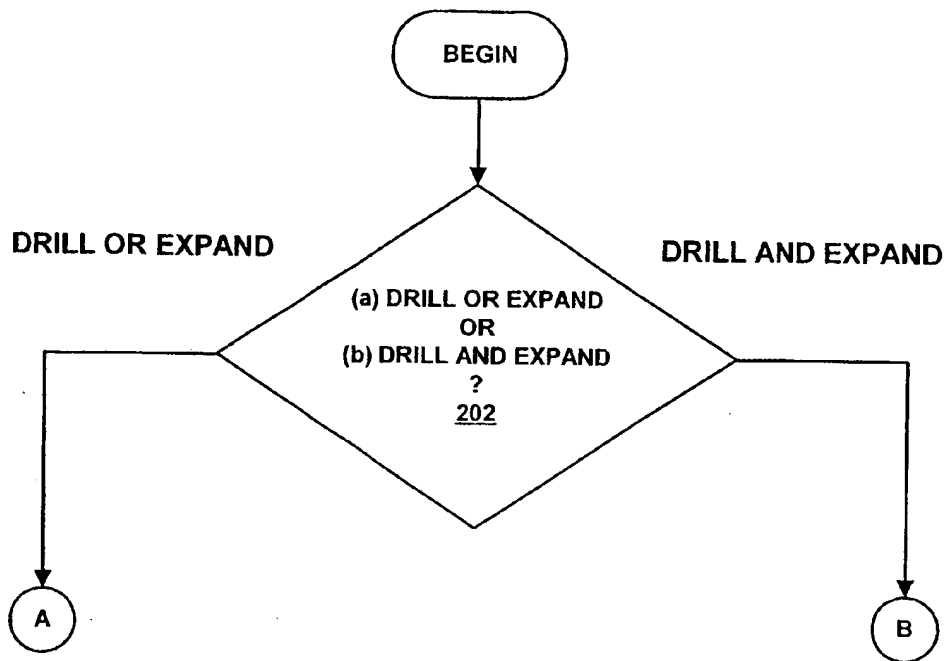 BEGIN
DRILL OR EXPAND
DRILL AND EXPAND
(a) DRILL OR EXPAND
OR
(b) DRILL AND EXPAND
?
202
A
B